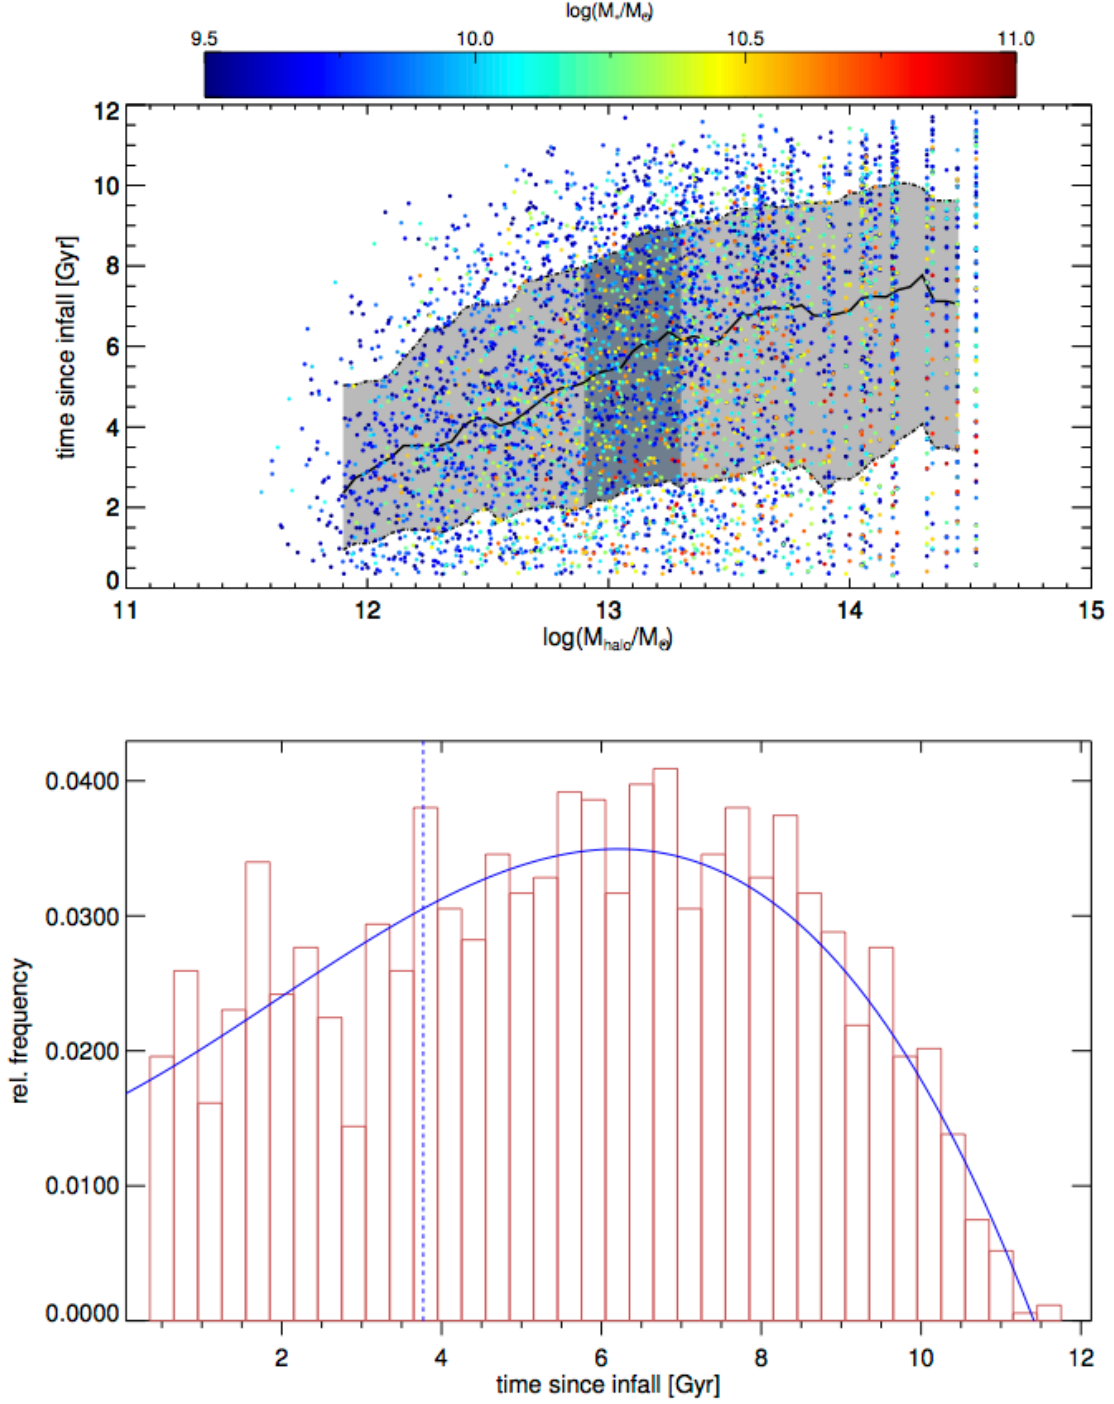 log(M*/M⊙)
9.5 10.0 10.5 11.0
12
10
8
6
4
2
0
time since infall [Gyr]
11 12 13 14 15
log(Mhalo/M⊙)
0.0400
0.0300
0.0200
0.0100
0.0000
rel. frequency
2 4 6 8 10 12
time since infall [Gyr]